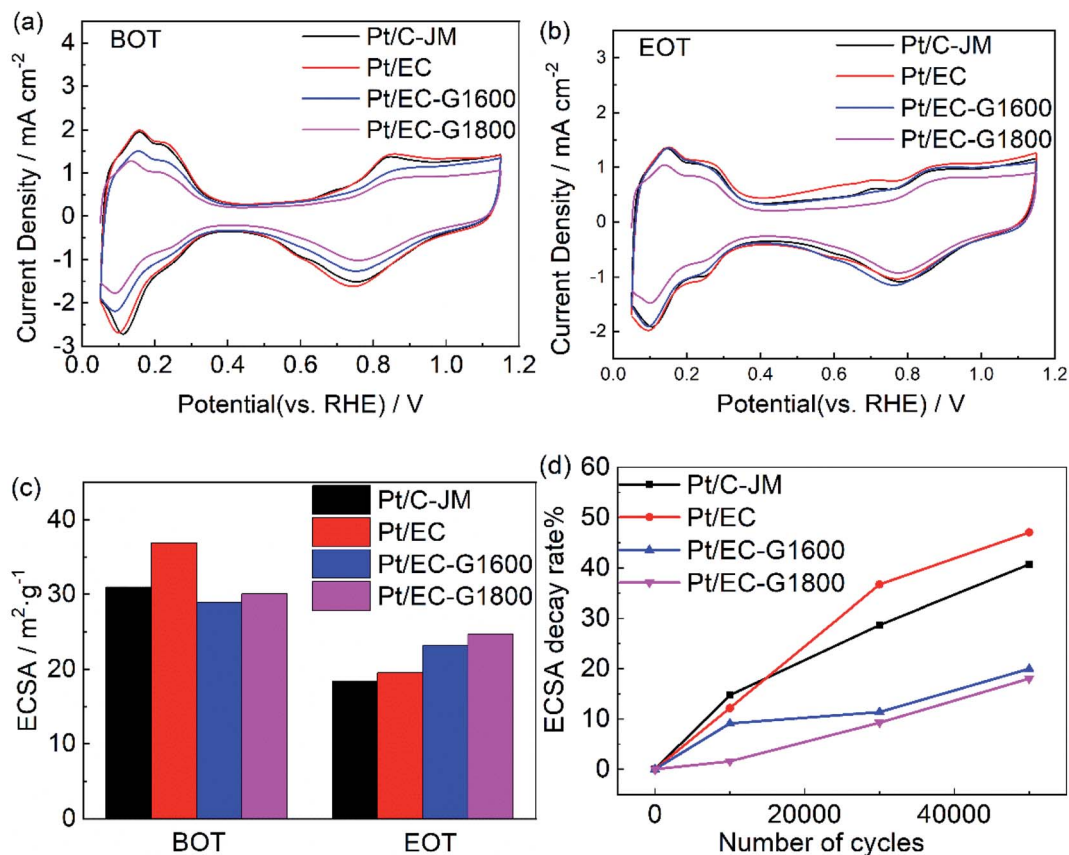 (a)
BOT
Pt/C-JM
Pt/EC
Pt/EC-G1600
Pt/EC-G1800
4
3
2
1
0
-1
-2
-3
Current Density / mA cm-2
0.0 0.2 0.4 0.6 0.8 1.0 1.2
Potential(vs. RHE) / V
(b)
EOT
Pt/C-JM
Pt/EC
Pt/EC-G1600
Pt/EC-G1800
3
2
1
0
-1
-2
Current Density / mA cm-2
0.0 0.2 0.4 0.6 0.8 1.0 1.2
Potential(vs. RHE) / V
(c)
Pt/C-JM
Pt/EC
Pt/EC-G1600
Pt/EC-G1800
40
30
20
10
0
ECSA / m2·g-1
BOT EOT
(d)
Pt/C-JM
Pt/EC
Pt/EC-G1600
Pt/EC-G1800
60
50
40
30
20
10
0
ECSA decay rate%
0 20000 40000
Number of cycles